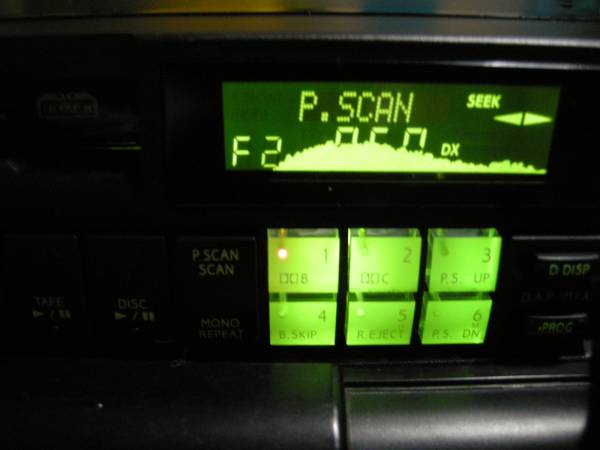 P.SCAN SEEK
F2 DX
P.SCAN
SCAN
1 2 3
B C P.S. UP
D DISP
TAPE DISC
MONO
REPEAT
4 5 6
B.SKIP R.EJECT P.S. DN
PROG